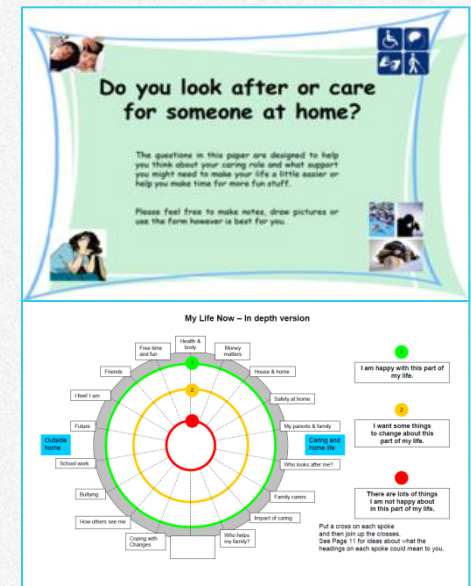 Do you look after or care
for someone at home?
The questions in this paper are designed to help
you think about your caring role and what support
you might need to make your life a little easier or
help you make time for more fun stuff.
Please feel free to make notes, draw pictures or
use the form however is best for you.
My Life Now – In depth version
Health &
body
Free time
and fun
Money
matters
Friends
House & home
I feel/ I am
Safety at home
Future
My parents & family
Outside
home
Caring and
home life
School work
Who looks after me?
Bullying
Family carers
How others see me
Impact of caring
Coping with
Changes
Who helps
my family?
3
2
1
3
I am happy with this part of
my life.
2
I want some things
to change about this
part of my life.
1
There are lots of things
I am not happy about
in this part of my life.
Put a cross on each spoke
and then join up the crosses.
See Page 11 for ideas about what the
headings on each spoke could mean to you.